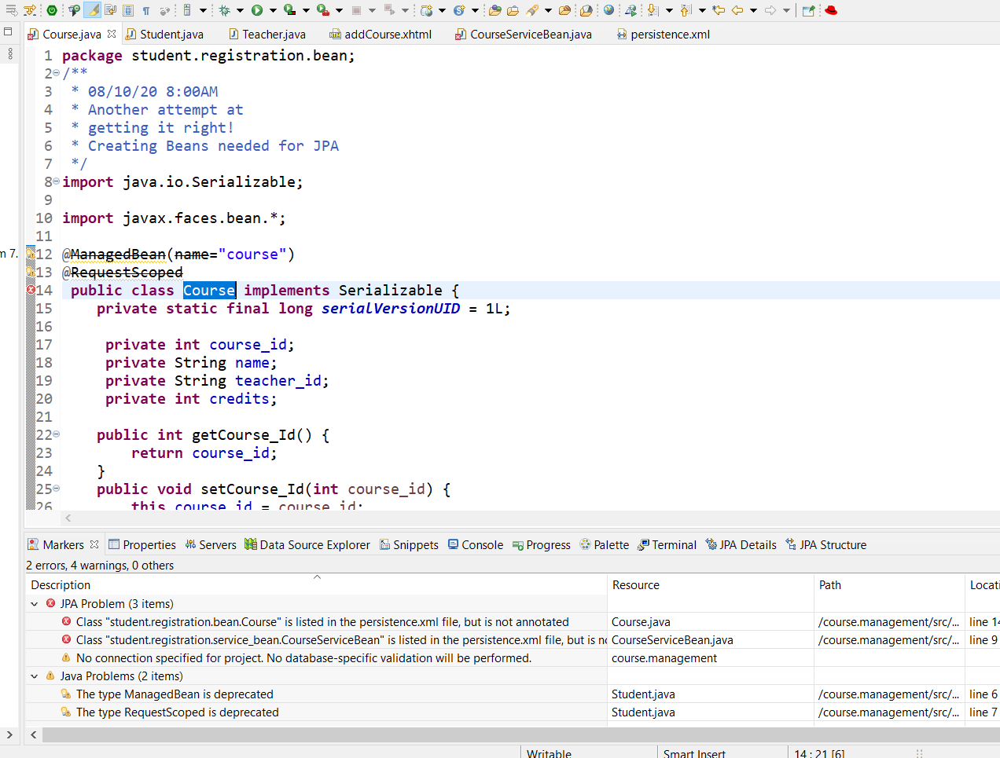 Course.java
Student.java
Teacher.java
addCourse.xhtml
CourseServiceBean.java
persistence.xml
1 package student.registration.bean;
2 /**
3 * 08/10/20 8:00AM
4 * Another attempt at
5 * getting it right!
6 * Creating Beans needed for JPA
7 */
8 import java.io.Serializable;
9
10 import javax.faces.bean.*;
11
m 7.
12 @ManagedBean(name="course")
13 @RequestScoped
14 public class Course implements Serializable {
15 private static final long serialVersionUID = 1L;
16
17 private int course_id;
18 private String name;
19 private String teacher_id;
20 private int credits;
21
22 public int getCourse_Id() {
23 return course_id;
24 }
25 public void setCourse_Id(int course_id) {
26 this.course_id = course_id;
Markers Properties Servers Data Source Explorer Snippets Console Progress Palette Terminal JPA Details JPA Structure
2 errors, 4 warnings, 0 others
Description Resource Path Locati
JPA Problem (3 items)
Class "student.registration.bean.Course" is listed in the persistence.xml file, but is not annotated Course.java /course.management/src/... line 14
Class "student.registration.service_bean.CourseServiceBean" is listed in the persistence.xml file, but is no CourseServiceBean.java /course.management/src/... line 9
No connection specified for project. No database-specific validation will be performed. course.management
Java Problems (2 items)
The type ManagedBean is deprecated Student.java /course.management/src/... line 6
The type RequestScoped is deprecated Student.java /course.management/src/... line 7
Writable Smart Insert 14 : 21 [6]